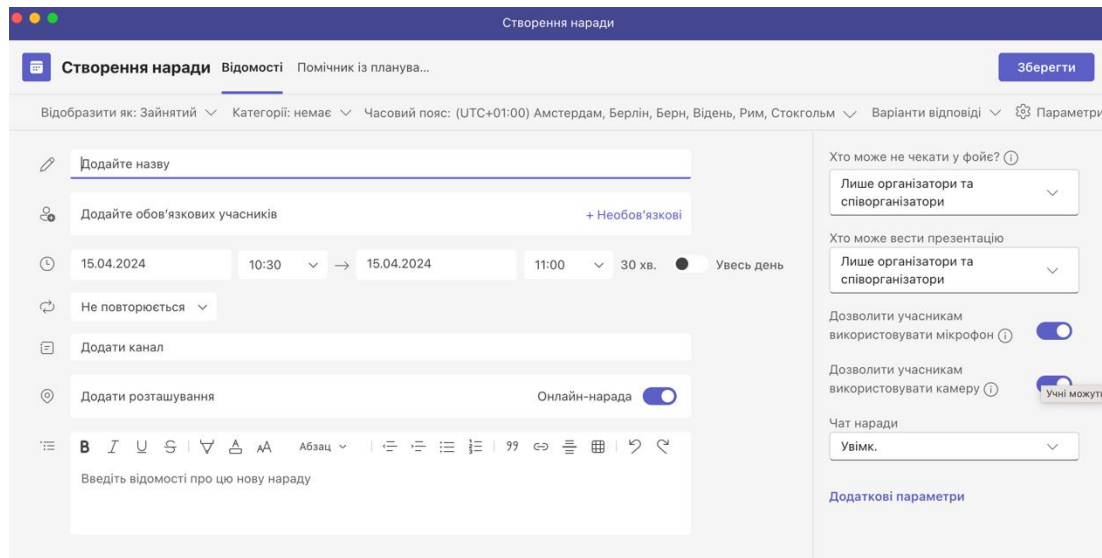 Створення наради
Створення наради Відомості Помічник із планува...
Зберегти
Відобразити як: Зайнятий Категорії: немає Часовий пояс: (UTC+01:00) Амстердам, Берлін, Берн, Відень, Рим, Стокгольм Варіанти відповіді Параметри
Додайте назву
Додайте обов'язкових учасників + Необов'язкові
15.04.2024 10:30 → 15.04.2024 11:00 30 хв. Увесь день
Не повторюється
Додати канал
Додати розташування Онлайн-нарада
B I U S A AA Абзац 99
Введіть відомості про цю нову нараду
Хто може не чекати у фойє?
Лише організатори та
співорганізатори
Хто може вести презентацію
Лише організатори та
співорганізатори
Дозволити учасникам
використовувати мікрофон
Дозволити учасникам
використовувати камеру
Учні можуть
Чат наради
Увімк.
Додаткові параметри